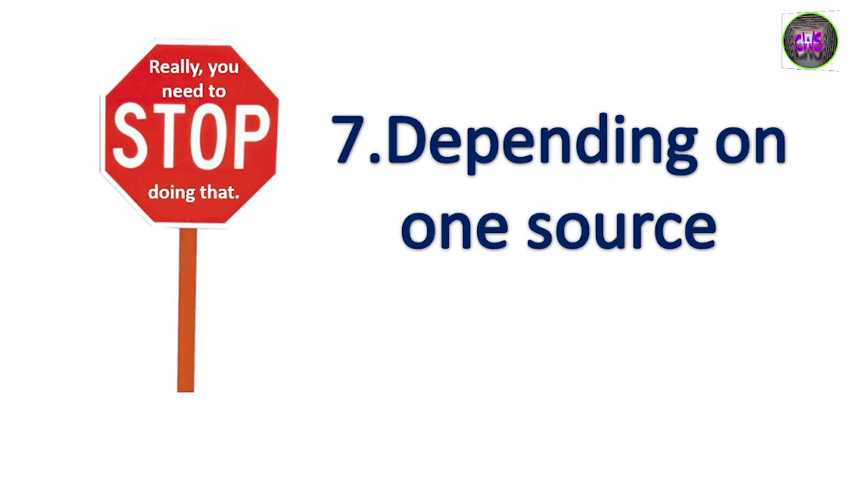 Really, you
need to
STOP
doing that.
7.Depending on
one source